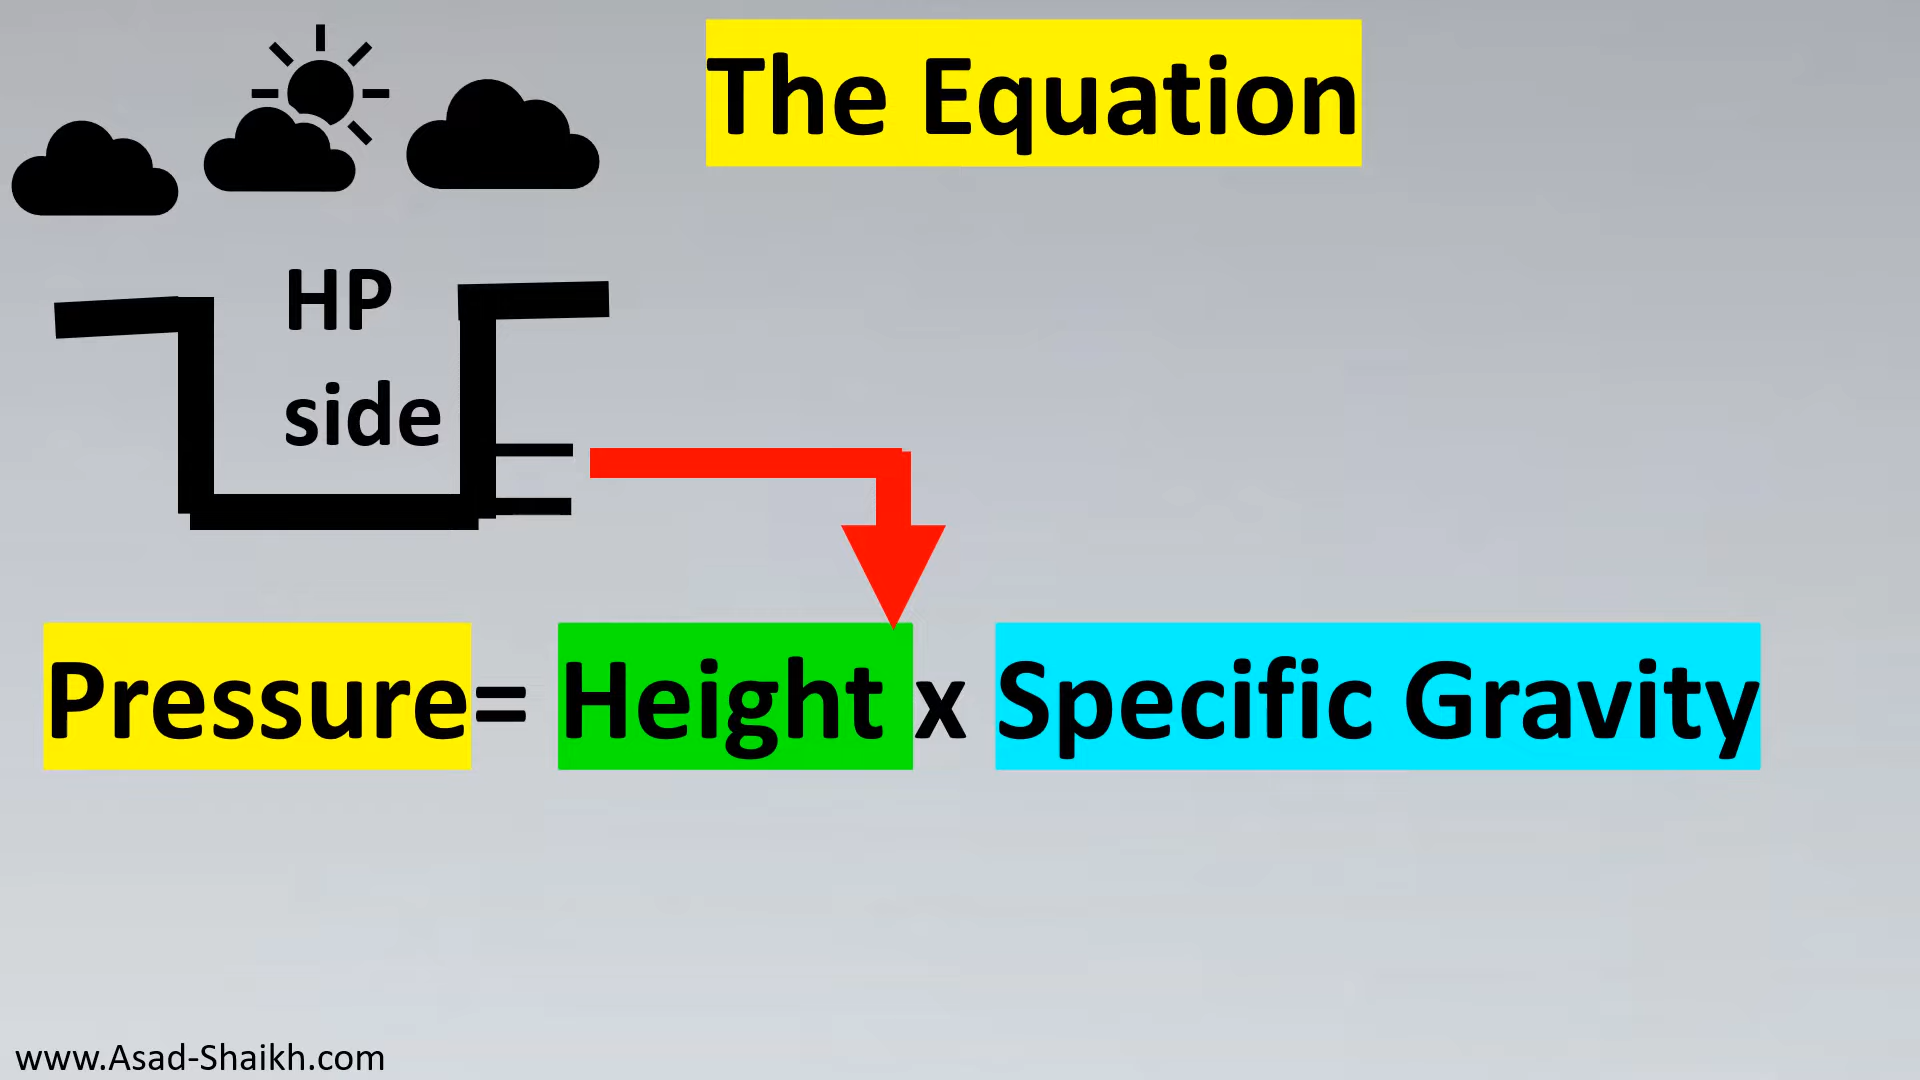 The Equation
HP
side
Pressure= Height x Specific Gravity
www.Asad-Shaikh.com